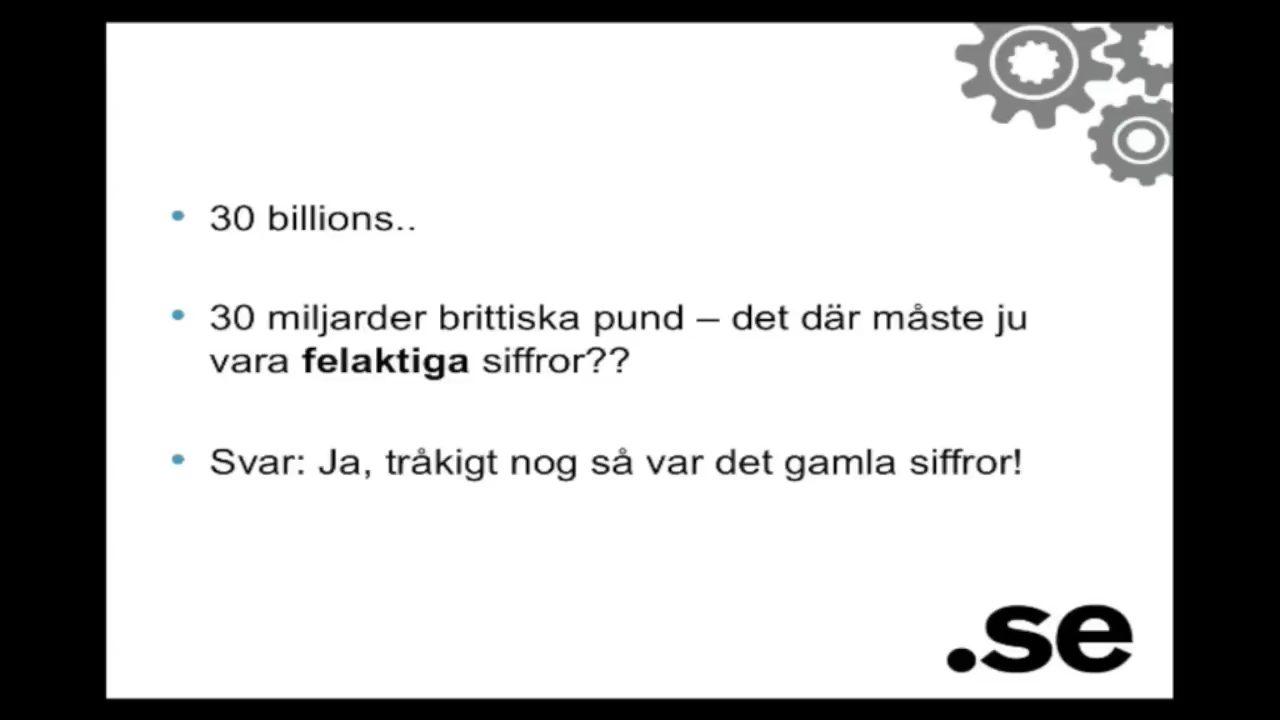 • 30 billions..
• 30 miljarder brittiska pund – det där måste ju
vara felaktiga siffror??
• Svar: Ja, tråkigt nog så var det gamla siffror!
.se